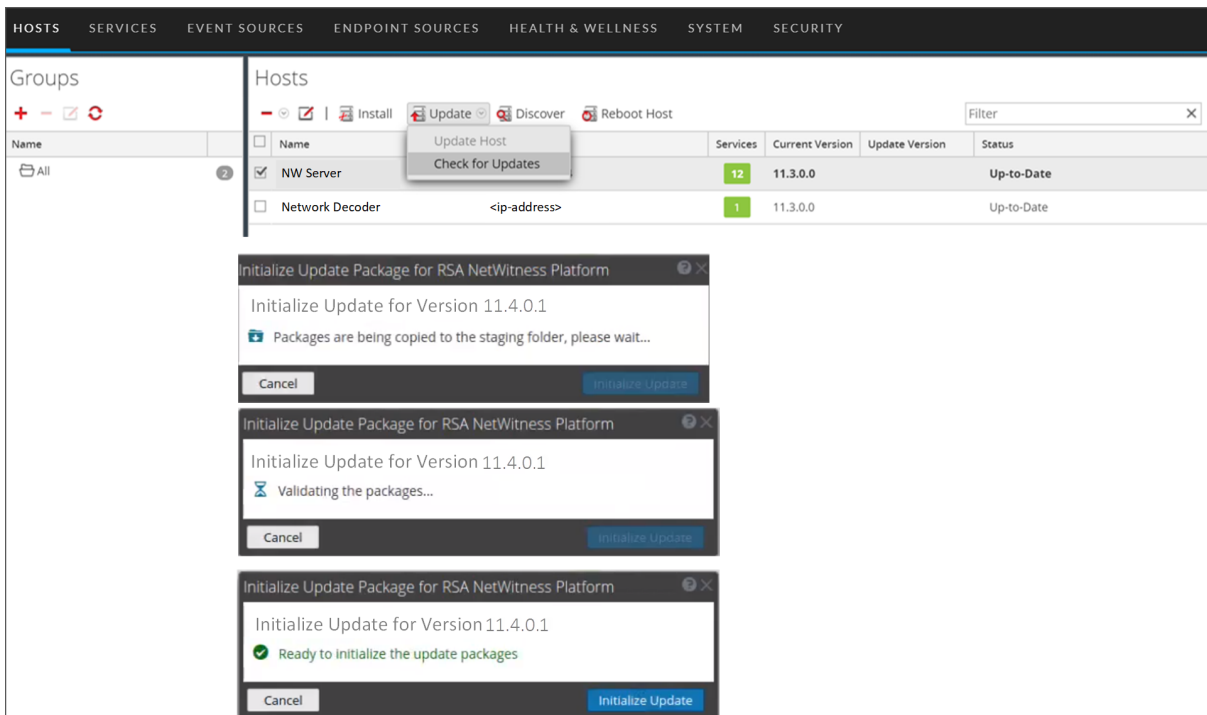 HOSTS SERVICES EVENT SOURCES ENDPOINT SOURCES HEALTH & WELLNESS SYSTEM SECURITY
Groups
Hosts
Install Update Discover Reboot Host Filter
Update Host
Check for Updates
Name
Name Services Current Version Update Version Status
All 2
NW Server 12 11.3.0.0 Up-to-Date
Network Decoder <ip-address> 1 11.3.0.0 Up-to-Date
Initialize Update Package for RSA NetWitness Platform
Initialize Update for Version 11.4.0.1
Packages are being copied to the staging folder, please wait...
Cancel Initialize Update
Initialize Update Package for RSA NetWitness Platform
Initialize Update for Version 11.4.0.1
Validating the packages...
Cancel Initialize Update
Initialize Update Package for RSA NetWitness Platform
Initialize Update for Version 11.4.0.1
Ready to initialize the update packages
Cancel Initialize Update